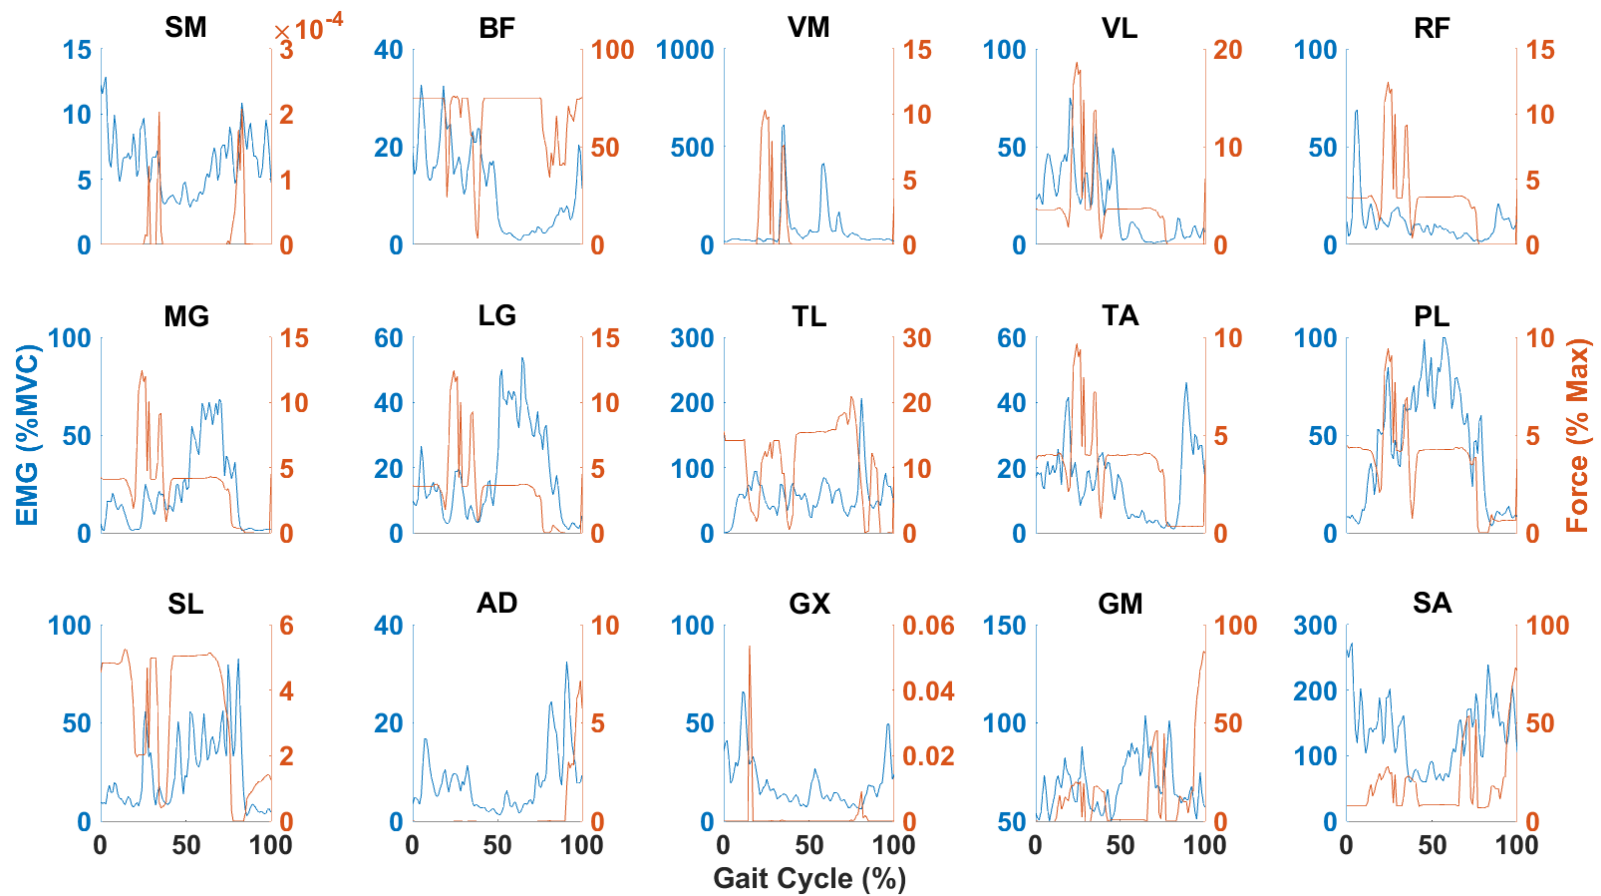 SM BF VM VL RF
×10-4
15 3 40 100 1000 15 100 20 100 15
10 2 10 10
20 50 500 50 10 50
5 1 5 5
0 0 0 0 0 0 0 0 0 0
MG LG TL TA PL
100 15 60 15 300 30 60 10 100 10
10 40 10 200 20 40
50 50 5
5 20 5 100 10 20 5
0 0 0 0 0 0 0 0 0 0
EMG (%MVC)
Force (% Max)
SL AD GX GM SA
100 6 40 10 100 0.06 150 100 300 100
4 0.04 200
50 20 5 50 100 50 50
2 0.02 100
0 0 0 0 0 0 50 0 0 0
0 50 100 0 50 100 0 50 100 0 50 100 0 50 100
Gait Cycle (%)